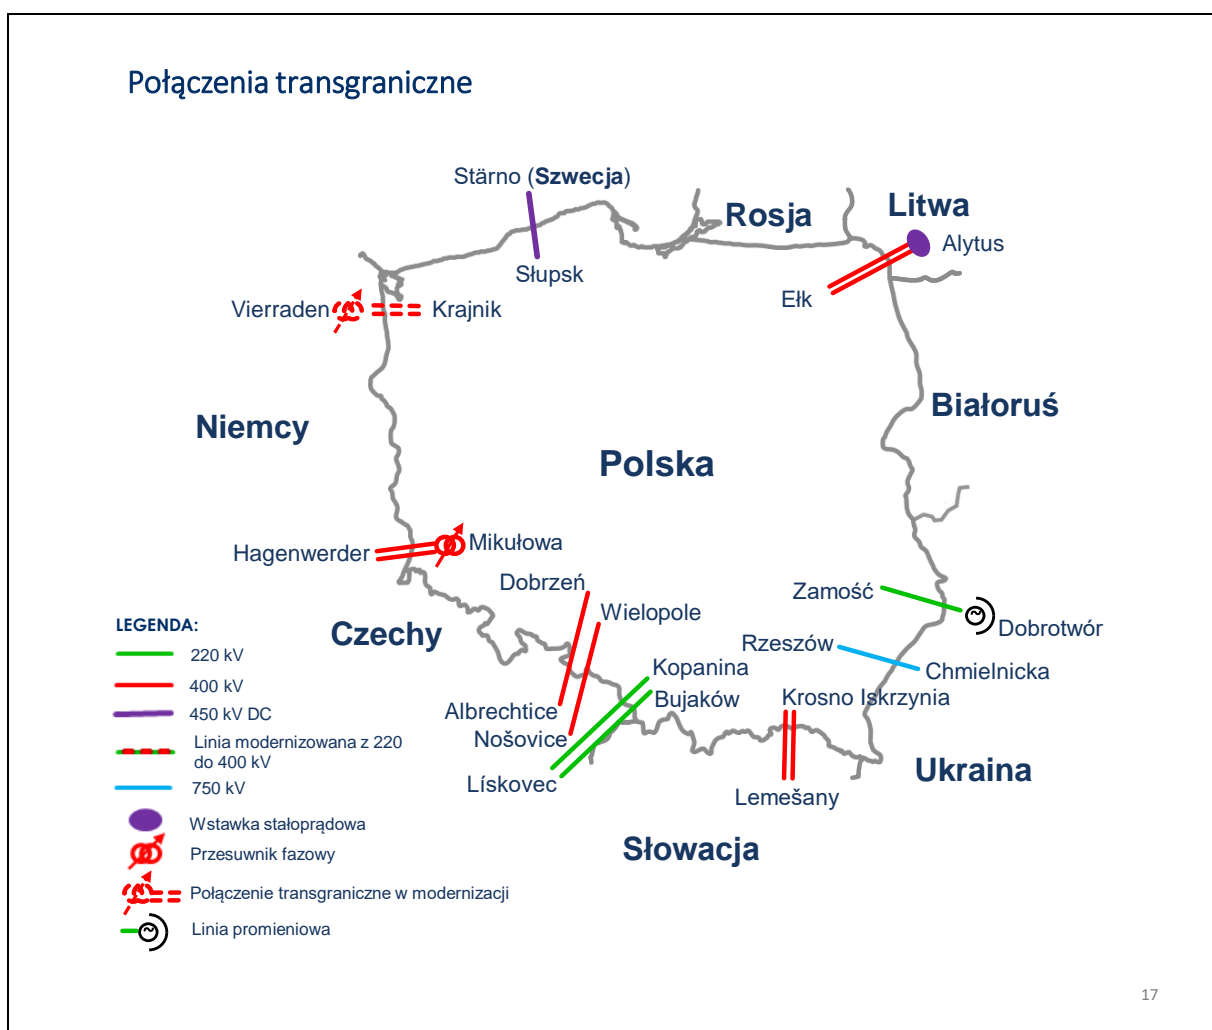 Połączenia transgraniczne
Stärno (Szwecja)
Rosja
Litwa
Alytus
Słupsk
Ełk
Vierraden
Krajnik
Niemcy
Białoruś
Polska
Hagenwerder
Mikułowa
Dobrzeń
Wielopole
Zamość
Dobrotwór
Czechy
Rzeszów
Chmielnicka
Kopanina
Bujaków
Krosno Iskrzynia
Albrechtice
Nošovice
Lískovec
Lemešany
Ukraina
Słowacja
LEGENDA:
220 kV
400 kV
450 kV DC
Linia modernizowana z 220
do 400 kV
750 kV
Wstawka stałoprądowa
Przesuwnik fazowy
Połączenie transgraniczne w modernizacji
Linia promieniowa
17